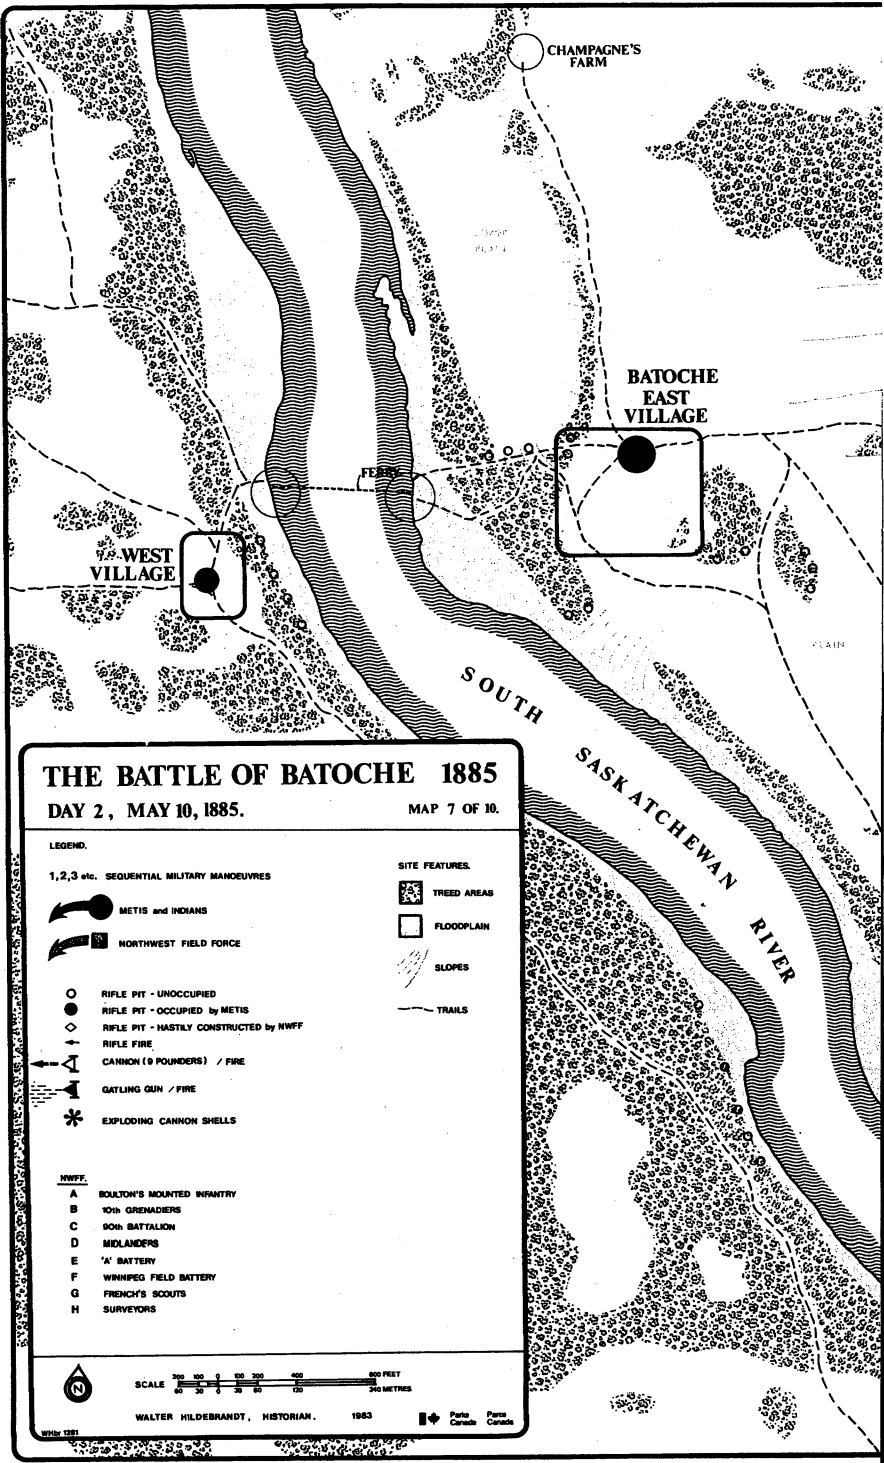 CHAMPAGNE'S
FARM
BATOCHE
EAST
VILLAGE
FERRY
WEST
VILLAGE
PLAIN
SOUTH
SASKATCHEWAN
RIVER
THE BATTLE OF BATOCHE 1885
DAY 2, MAY 10, 1885.
MAP 7 OF 10.
LEGEND.
1,2,3 etc. SEQUENTIAL MILITARY MANOEUVRES
METIS and INDIANS
NORTHWEST FIELD FORCE
RIFLE PIT - UNOCCUPIED
RIFLE PIT - OCCUPIED by METIS
RIFLE PIT - HASTILY CONSTRUCTED by NWFF
RIFLE FIRE
CANNON (9 POUNDERS) / FIRE
GATLING GUN / FIRE
EXPLODING CANNON SHELLS
SITE FEATURES.
TREED AREAS
FLOODPLAIN
SLOPES
TRAILS
NWFF.
A BOULTON'S MOUNTED INFANTRY
B 10th GRENADIERS
C 90th BATTALION
D MIDLANDERS
E 'A' BATTERY
F WINNIPEG FIELD BATTERY
G FRENCH'S SCOUTS
H SURVEYORS
N
SCALE
200 100 0 100 200 400 800 FEET
60 30 0 30 60 120 240 METRES
WALTER HILDEBRANDT, HISTORIAN. 1983
Parks Canada
Parcs Canada
WHbr 1281